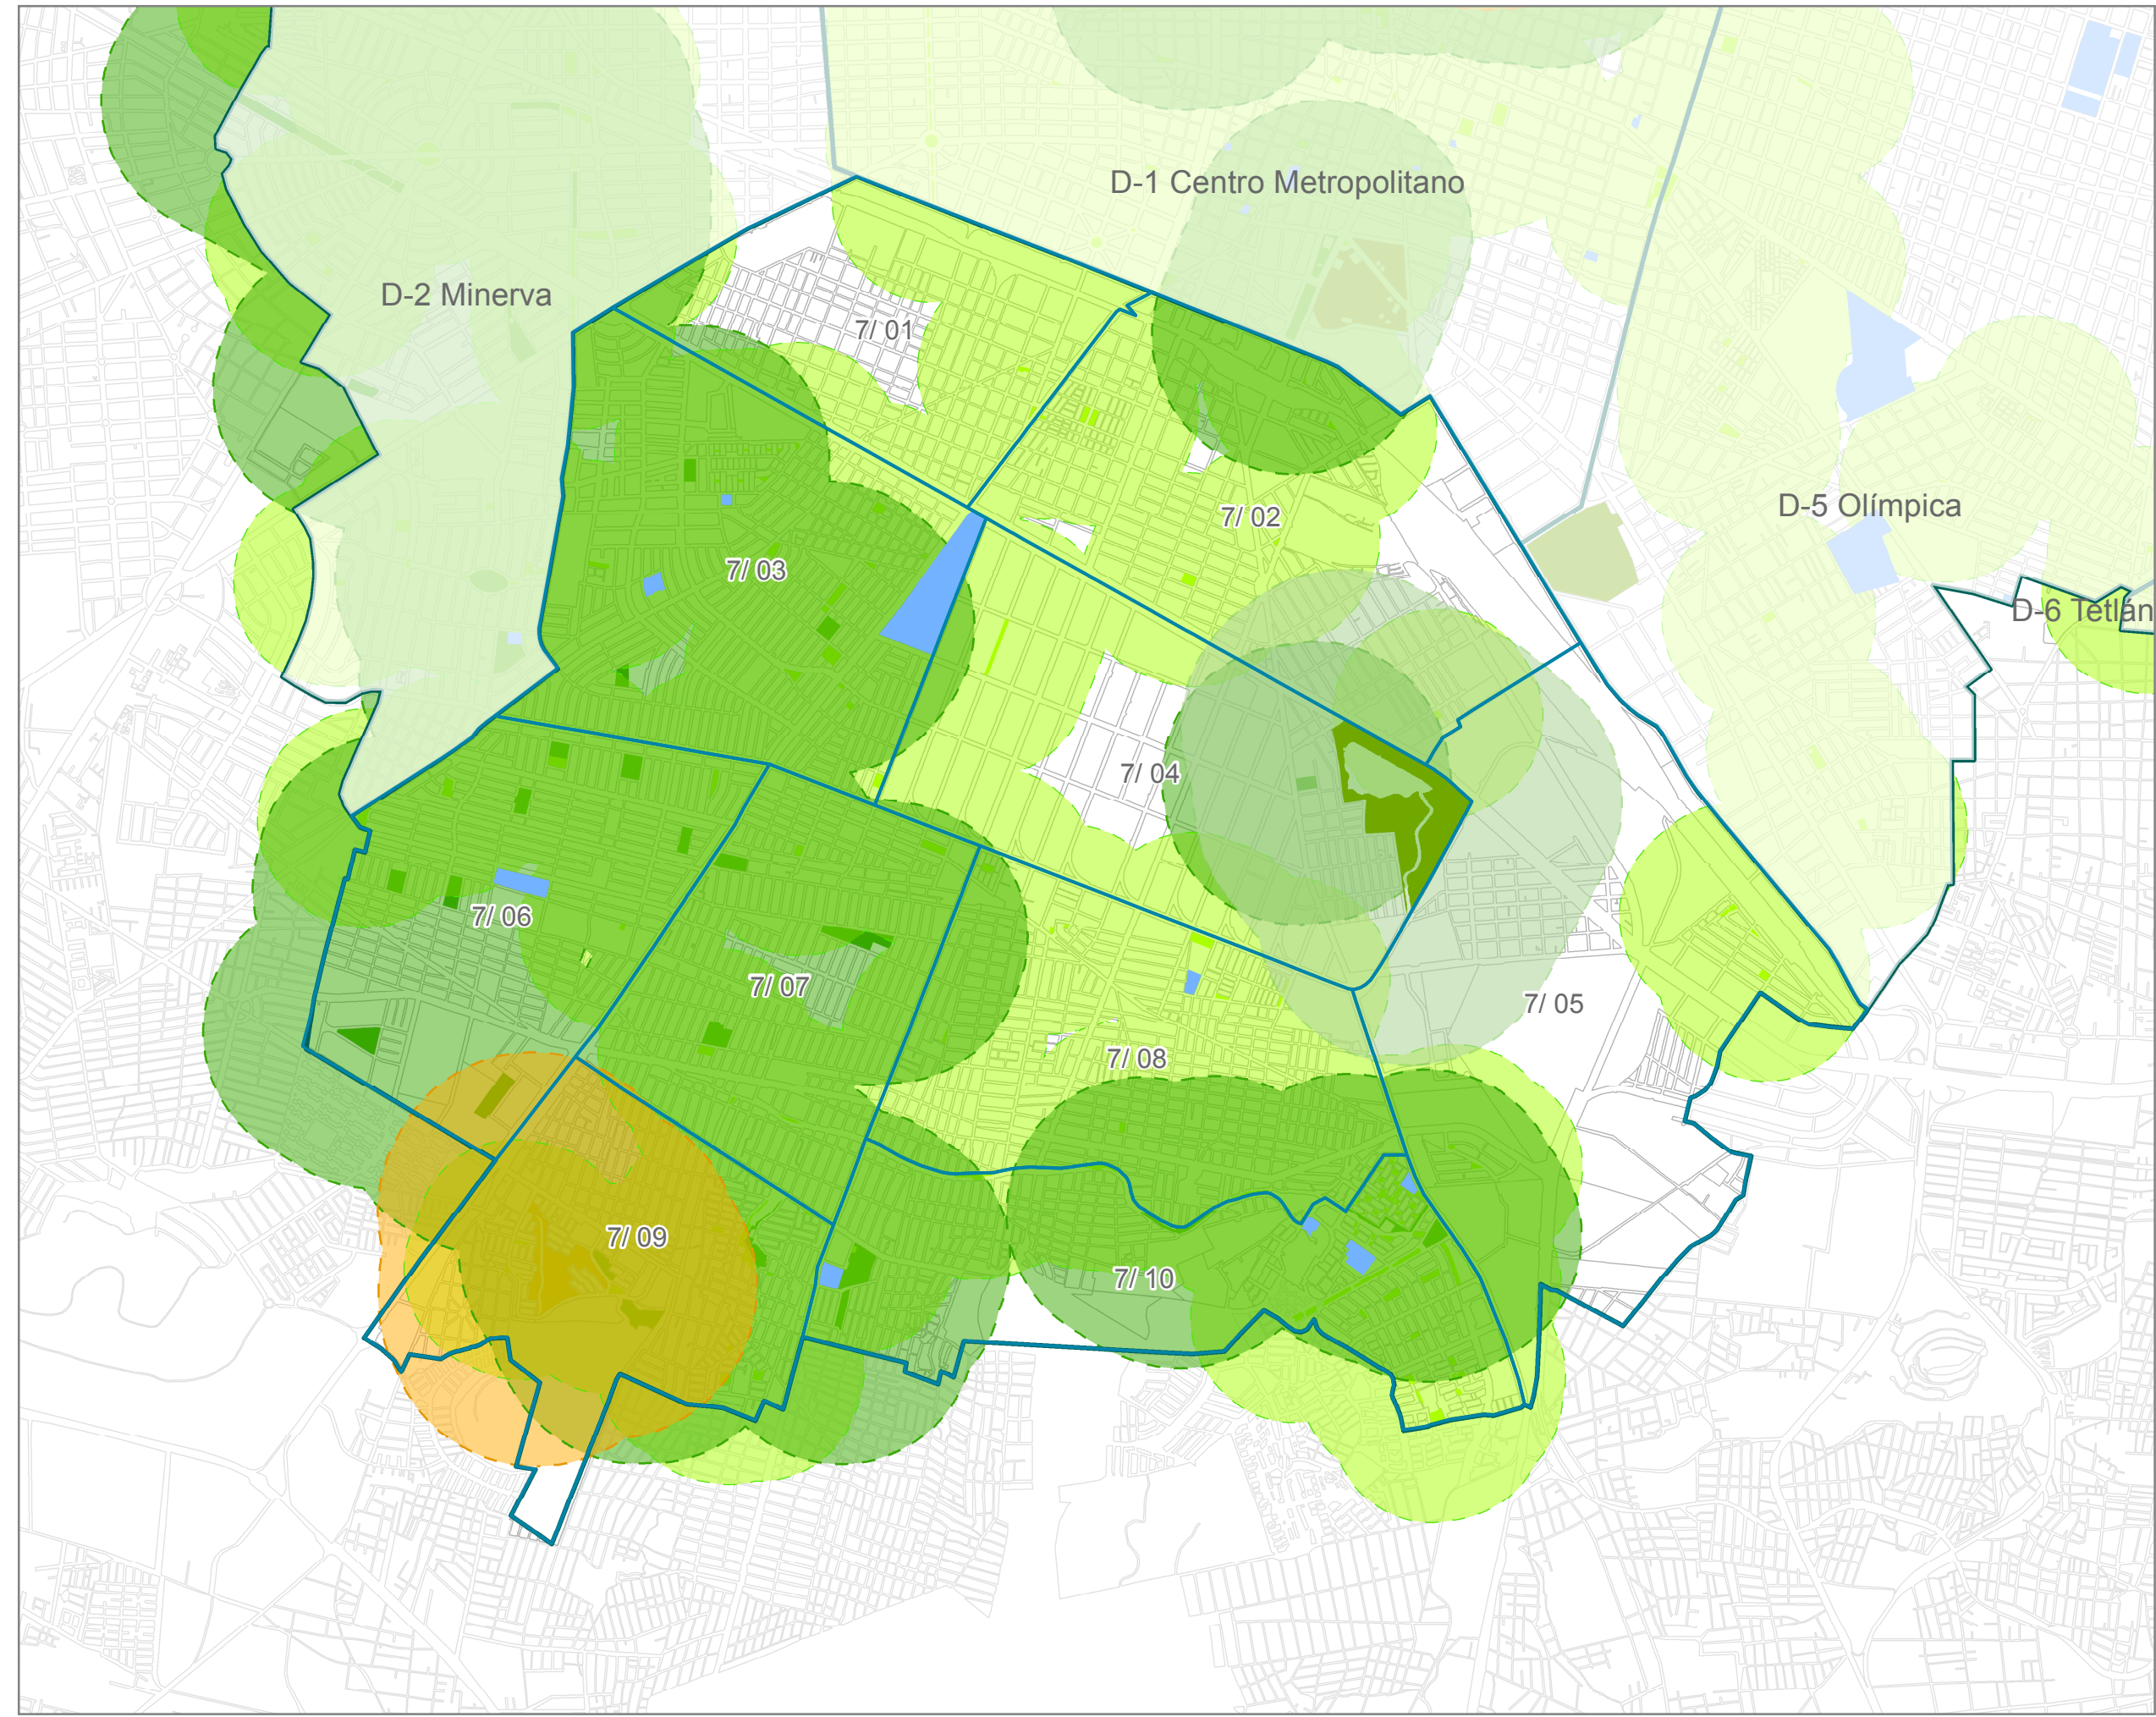 D-1 Centro Metropolitano
D-2 Minerva
7/ 01
D-5 Olímpica
7/ 02
7/ 03
D-6 Tetlán
7/ 04
7/ 06
7/ 07
7/ 05
7/ 08
7/ 09
7/ 10